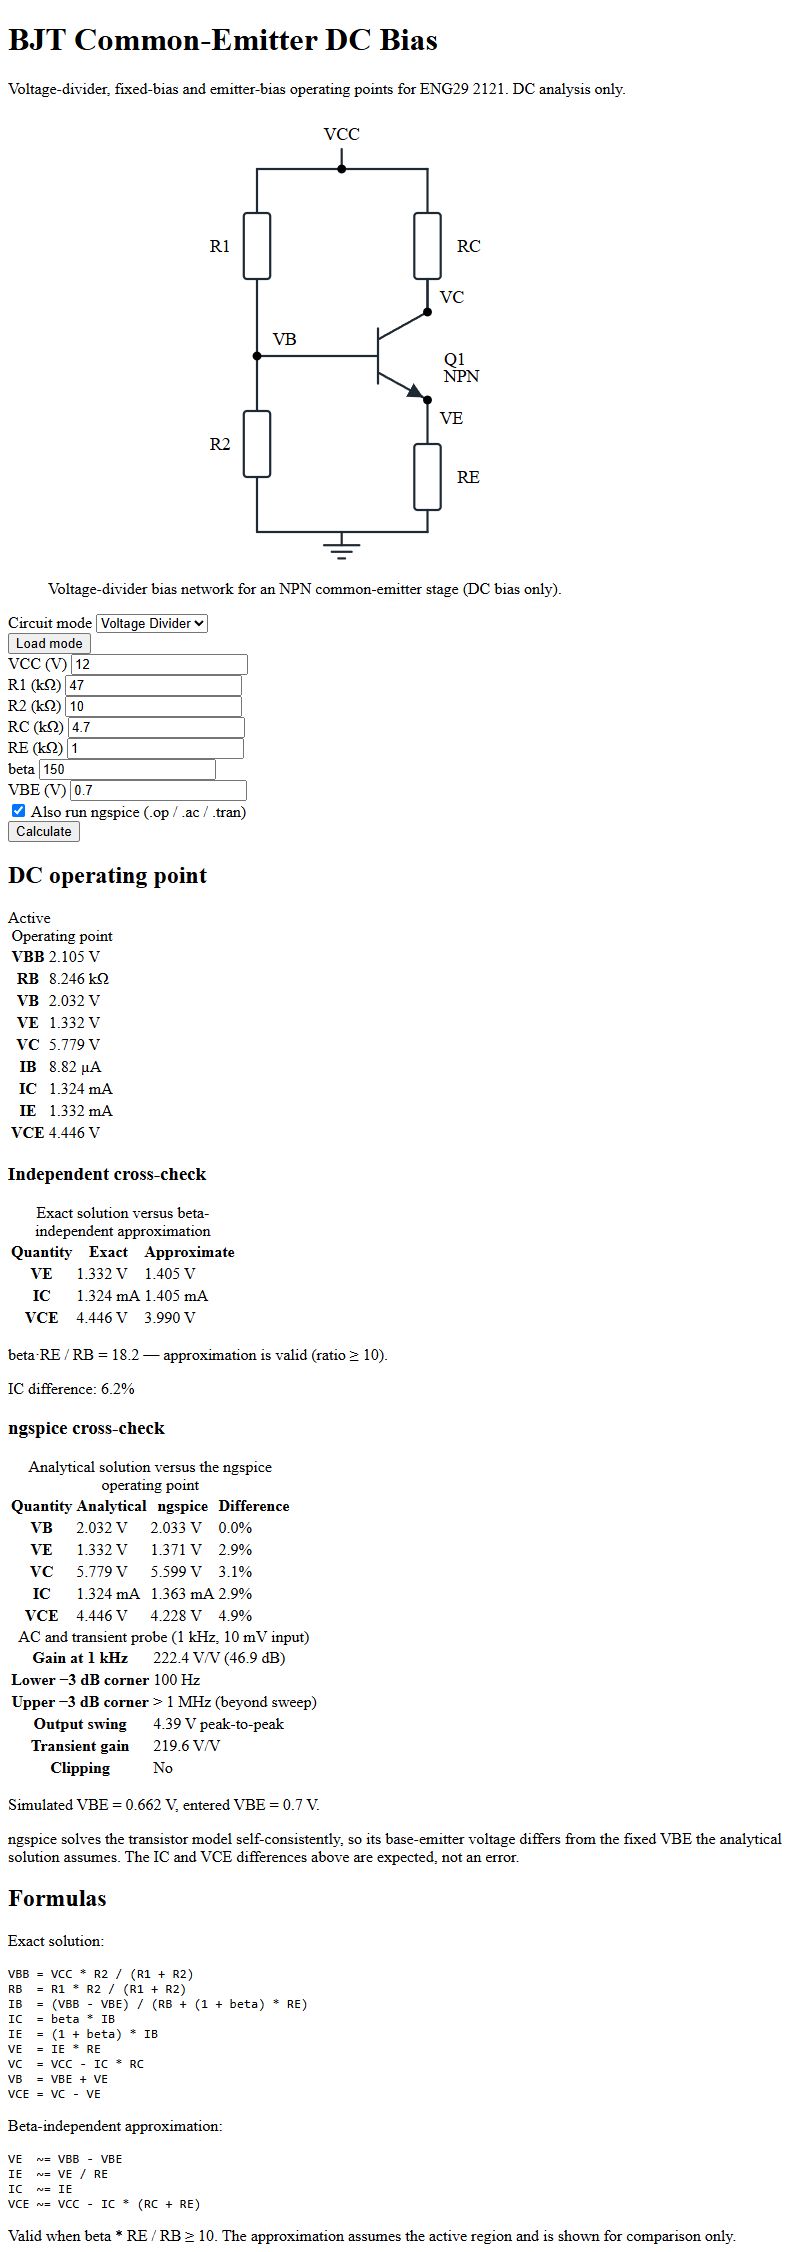 BJT Common-Emitter DC Bias
Voltage-divider, fixed-bias and emitter-bias operating points for ENG29 2121. DC analysis only.
VCC
R1
RC
VC
VB
Q1
NPN
VE
R2
RE
Voltage-divider bias network for an NPN common-emitter stage (DC bias only).
Circuit mode Voltage Divider
Load mode
VCC (V) 12
R1 (kΩ) 47
R2 (kΩ) 10
RC (kΩ) 4.7
RE (kΩ) 1
beta 150
VBE (V) 0.7
Also run ngspice (.op / .ac / .tran)
Calculate
DC operating point
Active
Operating point
VBB 2.105 V
RB 8.246 kΩ
VB 2.032 V
VE 1.332 V
VC 5.779 V
IB 8.82 µA
IC 1.324 mA
IE 1.332 mA
VCE 4.446 V
Independent cross-check
Exact solution versus beta-
independent approximation
Quantity Exact Approximate
VE 1.332 V 1.405 V
IC 1.324 mA 1.405 mA
VCE 4.446 V 3.990 V
beta·RE / RB = 18.2 — approximation is valid (ratio ≥ 10).
IC difference: 6.2%
ngspice cross-check
Analytical solution versus the ngspice
operating point
Quantity Analytical ngspice Difference
VB 2.032 V 2.033 V 0.0%
VE 1.332 V 1.371 V 2.9%
VC 5.779 V 5.599 V 3.1%
IC 1.324 mA 1.363 mA 2.9%
VCE 4.446 V 4.228 V 4.9%
AC and transient probe (1 kHz, 10 mV input)
Gain at 1 kHz 222.4 V/V (46.9 dB)
Lower −3 dB corner 100 Hz
Upper −3 dB corner > 1 MHz (beyond sweep)
Output swing 4.39 V peak-to-peak
Transient gain 219.6 V/V
Clipping No
Simulated VBE = 0.662 V, entered VBE = 0.7 V.
ngspice solves the transistor model self-consistently, so its base-emitter voltage differs from the fixed VBE the analytical
solution assumes. The IC and VCE differences above are expected, not an error.
Formulas
Exact solution:
VBB = VCC * R2 / (R1 + R2)
RB = R1 * R2 / (R1 + R2)
IB = (VBB - VBE) / (RB + (1 + beta) * RE)
IC = beta * IB
IE = (1 + beta) * IB
VE = IE * RE
VC = VCC - IC * RC
VB = VBE + VE
VCE = VC - VE
Beta-independent approximation:
VE ~= VBB - VBE
IE ~= VE / RE
IC ~= IE
VCE ~= VCC - IC * (RC + RE)
Valid when beta * RE / RB ≥ 10. The approximation assumes the active region and is shown for comparison only.